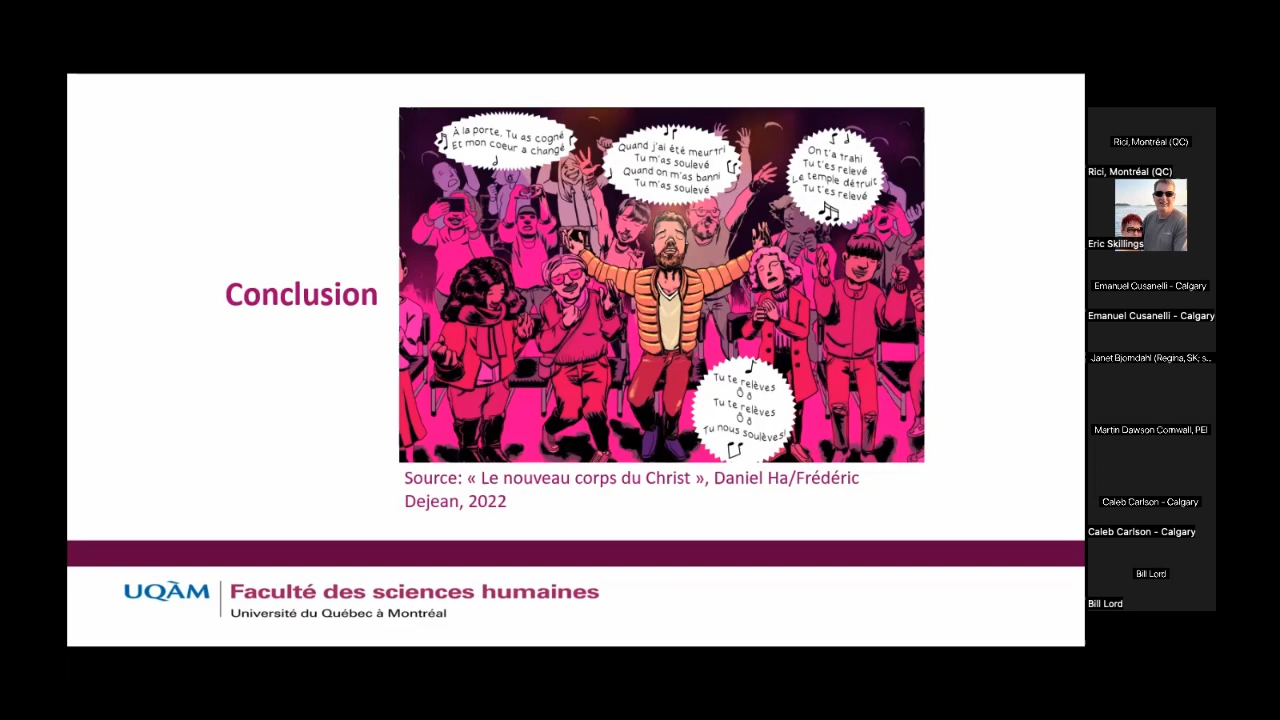 Conclusion
À la porte, Tu as cogné
Et mon coeur a changé
Quand j'ai été meurtri
Tu m'as soulevé
Quand on m'as banni
Tu m'as soulevé
On t'a trahi
Tu t'es relevé
Le temple détruit
Tu t'es relevé
Tu te relèves
Ô ô
Tu te relèves
Ô ô
Tu nous soulèves!
Source: « Le nouveau corps du Christ », Daniel Ha/Frédéric
Dejean, 2022
UQÀM
Faculté des sciences humaines
Université du Québec à Montréal
Rici, Montréal (QC)
Rici, Montréal (QC)
Eric Skillings
Emanuel Cusanelli - Calgary
Emanuel Cusanelli - Calgary
Janet Bjorndahl (Regina, SK; s...
Martin Dawson Cornwall, PEI
Caleb Carlson - Calgary
Caleb Carlson - Calgary
Bill Lord
Bill Lord